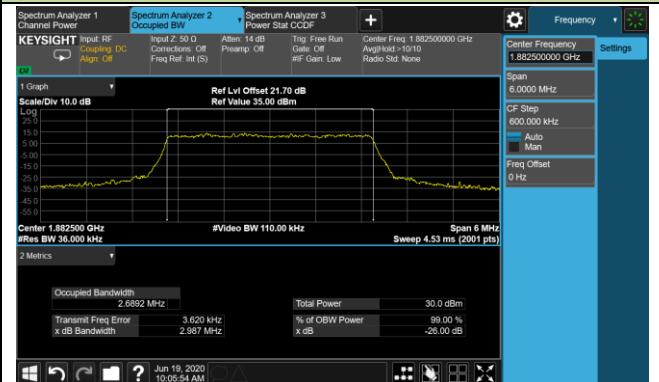 Spectrum Analyzer 1
Channel Power
Spectrum Analyzer 2
Occupied BW
Spectrum Analyzer 3
Power Stat CCDF
+
Frequency
KEYSIGHT
Input: RF
Coupling: DC
Align: Off
Input Z: 50 Ω
Corrections: Off
Freq Ref: Int (S)
Atten: 14 dB
Preamp: Off
Trig: Free Run
Gate: Off
#IF Gain: Low
Center Freq: 1.882500000 GHz
Avg|Hold:>10/10
Radio Std: None
Center Frequency
1.882500000 GHz
Settings
Span
6.0000 MHz
CF Step
600.000 kHz
Auto
Man
Freq Offset
0 Hz
1 Graph
Scale/Div 10.0 dB
Ref Lvl Offset 21.70 dB
Ref Value 35.00 dBm
Log
25.0
15.0
5.00
-5.00
-15.0
-25.0
-35.0
-45.0
-55.0
Center 1.882500 GHz
#Res BW 36.000 kHz
#Video BW 110.00 kHz
Span 6 MHz
Sweep 4.53 ms (2001 pts)
2 Metrics
Occupied Bandwidth
2.6892 MHz
Total Power 30.0 dBm
Transmit Freq Error 3.620 kHz
% of OBW Power 99.00 %
x dB Bandwidth 2.987 MHz
x dB -26.00 dB
?
Jun 19, 2020
10:05:54 AM